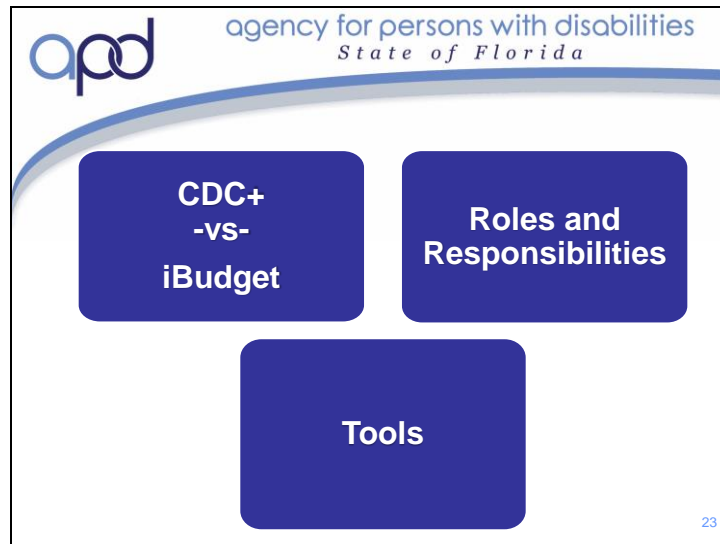 apd
agency for persons with disabilities
State of Florida
CDC+
-vs-
iBudget
Roles and
Responsibilities
Tools
23